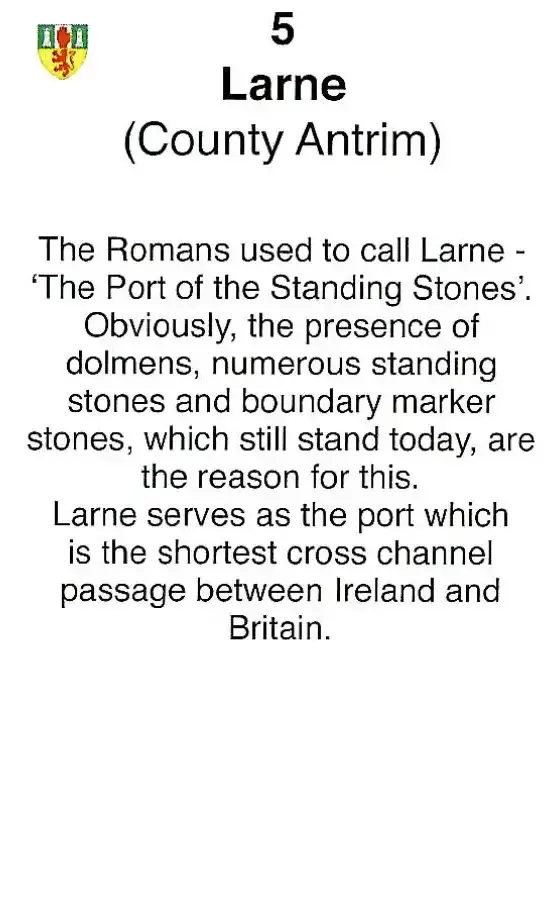 5
Larne
(County Antrim)
The Romans used to call Larne -
‘The Port of the Standing Stones’.
Obviously, the presence of
dolmens, numerous standing
stones and boundary marker
stones, which still stand today, are
the reason for this.
Larne serves as the port which
is the shortest cross channel
passage between Ireland and
Britain.